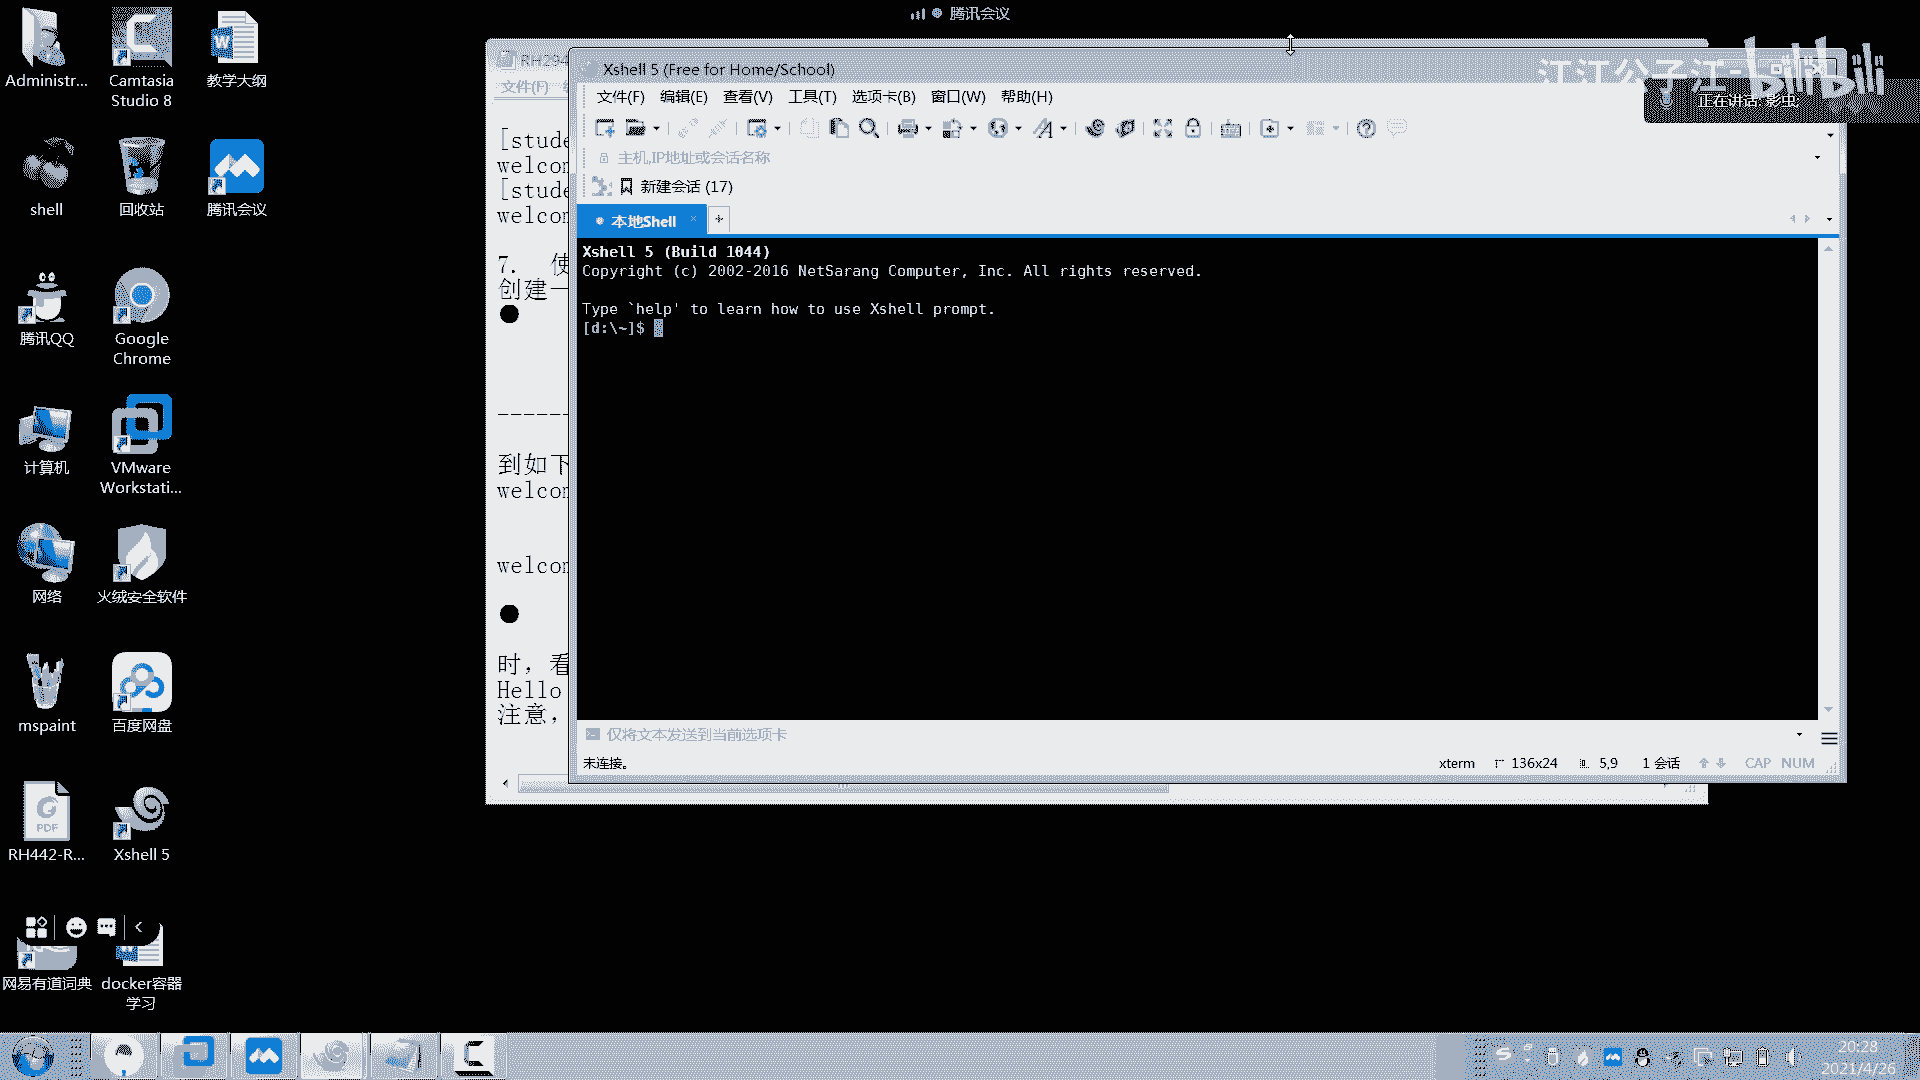 腾讯会议
Administr...
Camtasia
Studio 8
教学大纲
shell
回收站
腾讯会议
腾讯QQ
Google
Chrome
计算机
VMware
Workstati...
网络
火绒安全软件
mspaint
百度网盘
RH442-R...
Xshell 5
网易有道词典
docker容器
学习
RH294
文件(F)
[stude
welcom
[stude
welcom
7. 使
创建一
-------
到如下
welcom
welcom
时，看
Hello
注意，
Xshell 5 (Free for Home/School)
江江公子江
bilibili
正在讲话: 影虫
文件(F) 编辑(E) 查看(V) 工具(T) 选项卡(B) 窗口(W) 帮助(H)
主机,IP地址或会话名称
新建会话 (17)
本地Shell
Xshell 5 (Build 1044)
Copyright (c) 2002-2016 NetSarang Computer, Inc. All rights reserved.
Type `help' to learn how to use Xshell prompt.
[d:\~]$
仅将文本发送到当前选项卡
未连接。
xterm 136x24 5,9 1 会话 CAP NUM
20:28
2021/4/26